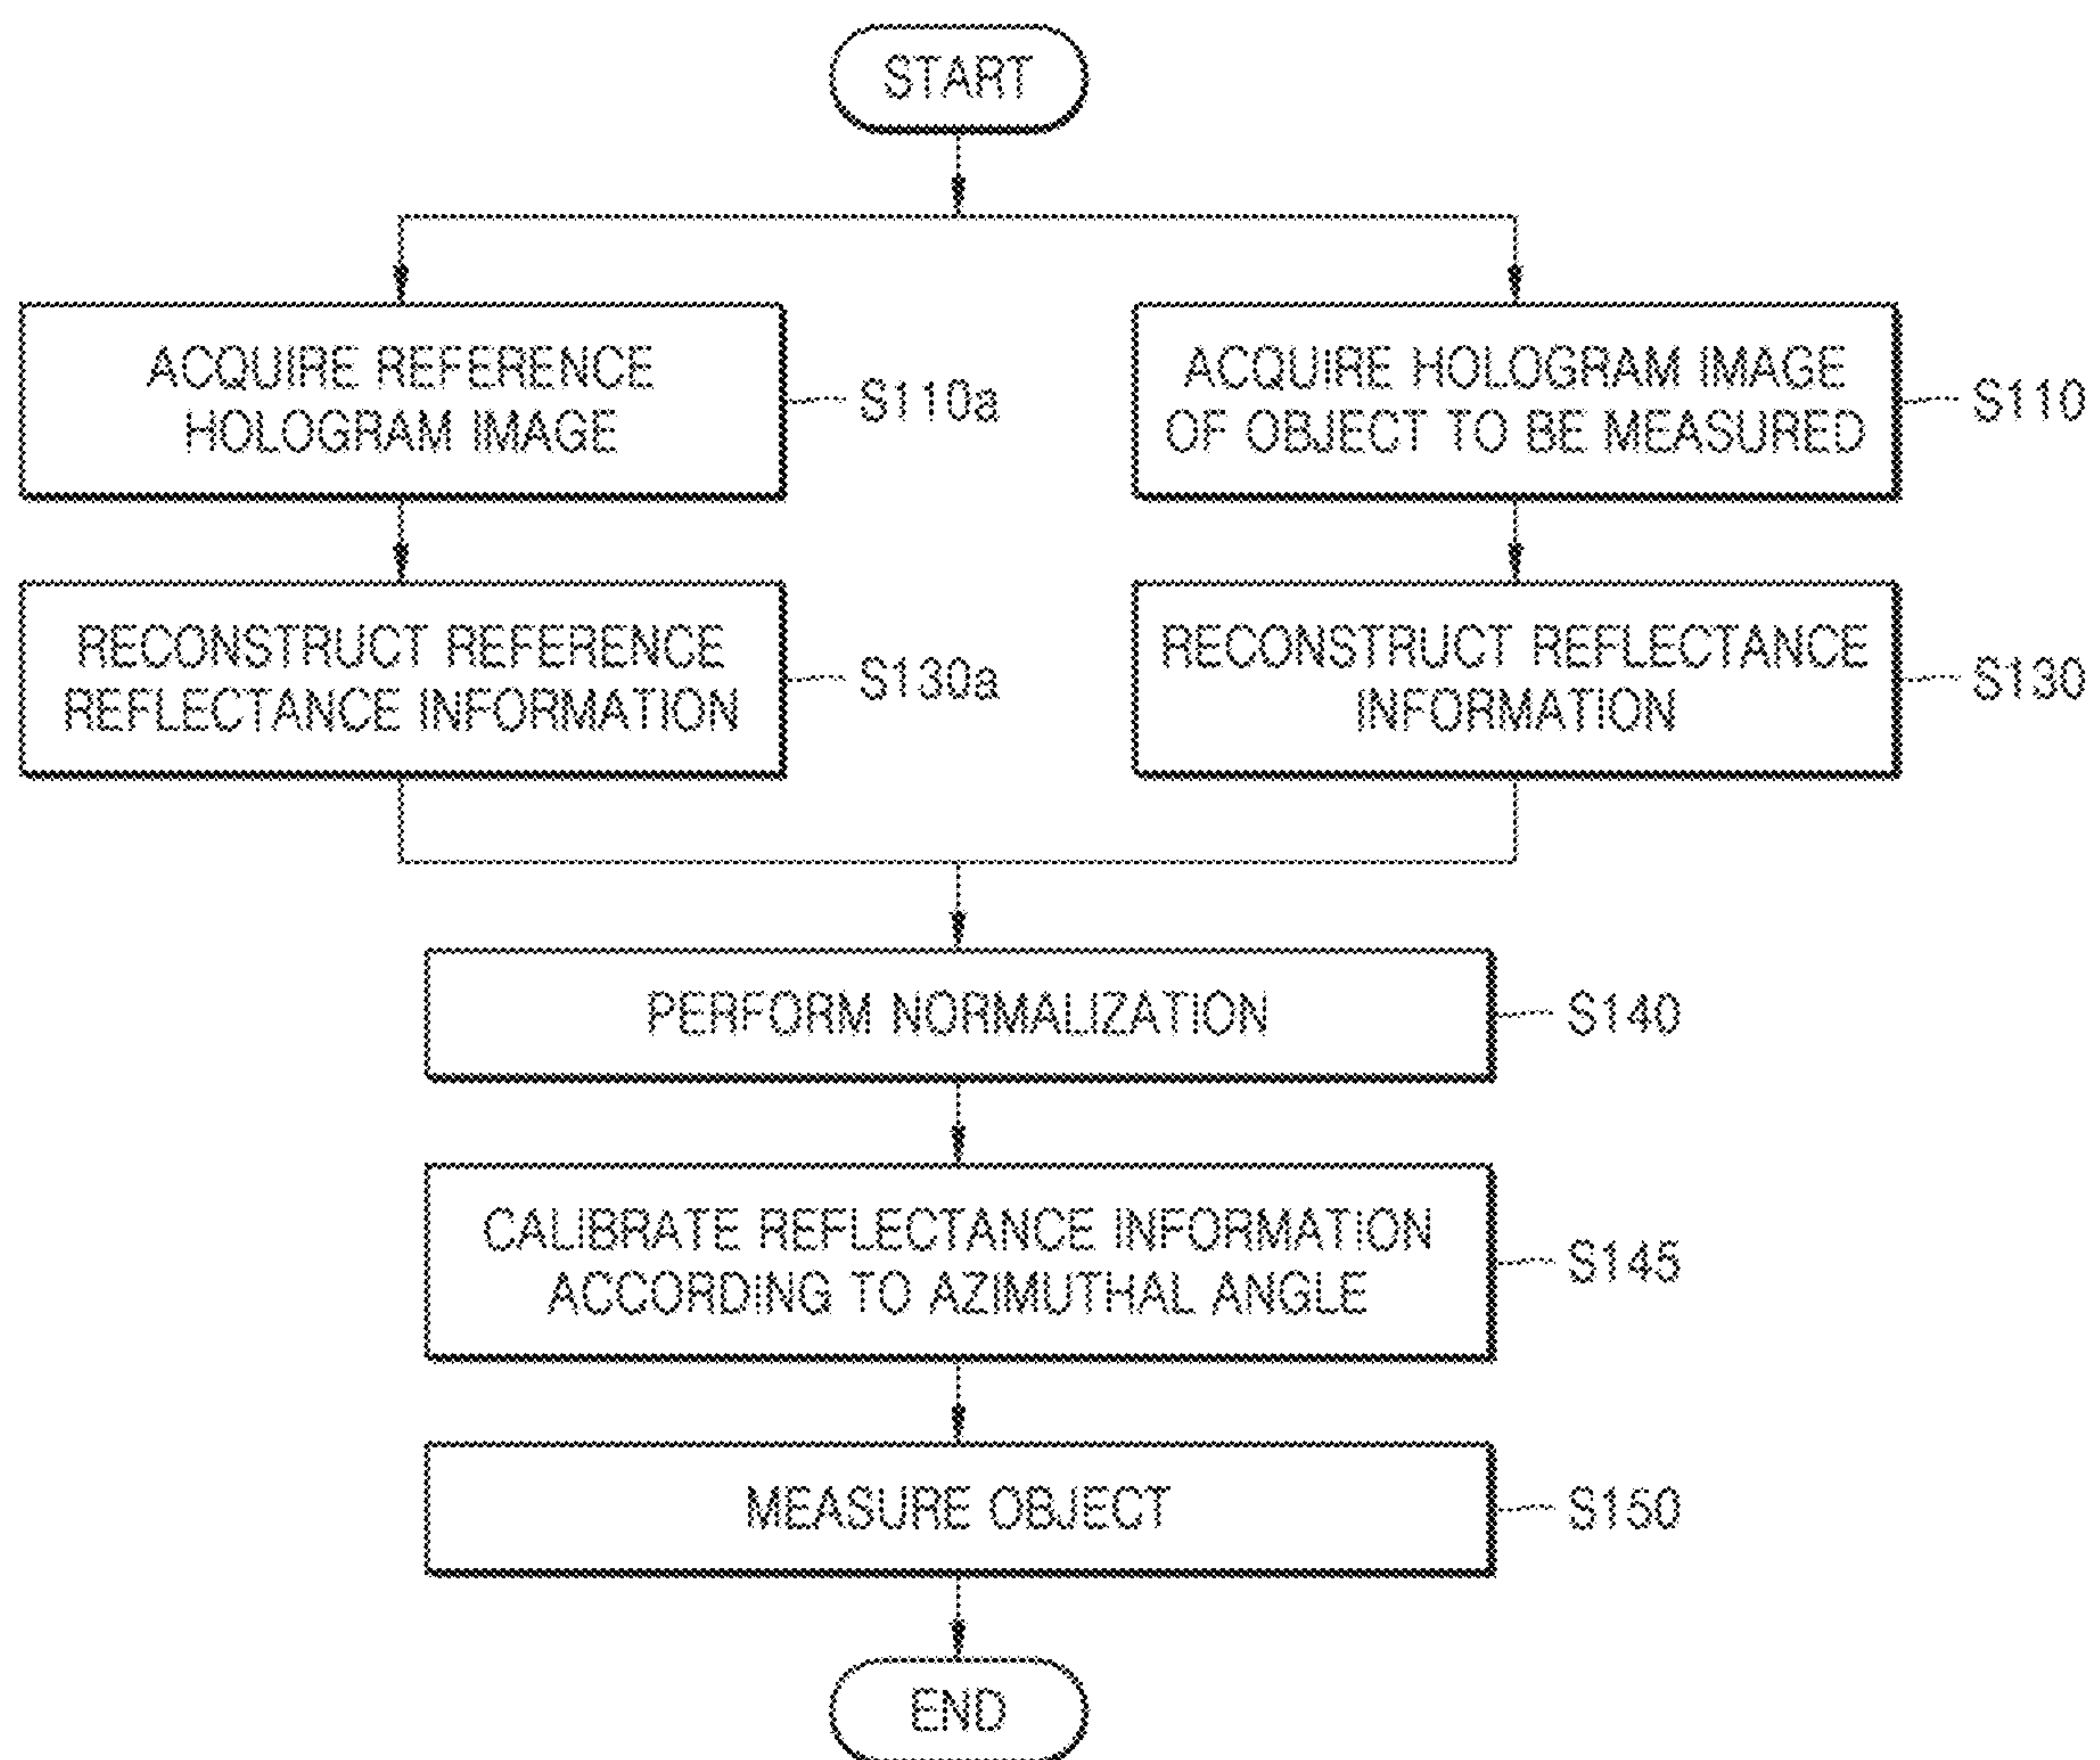 START
ACQUIRE REFERENCE
HOLOGRAM IMAGE
S110a
ACQUIRE HOLOGRAM IMAGE
OF OBJECT TO BE MEASURED
S110
RECONSTRUCT REFERENCE
REFLECTANCE INFORMATION
S130a
RECONSTRUCT REFLECTANCE
INFORMATION
S130
PERFORM NORMALIZATION
S140
CALIBRATE REFLECTANCE INFORMATION
ACCORDING TO AZIMUTHAL ANGLE
S145
MEASURE OBJECT
S150
END